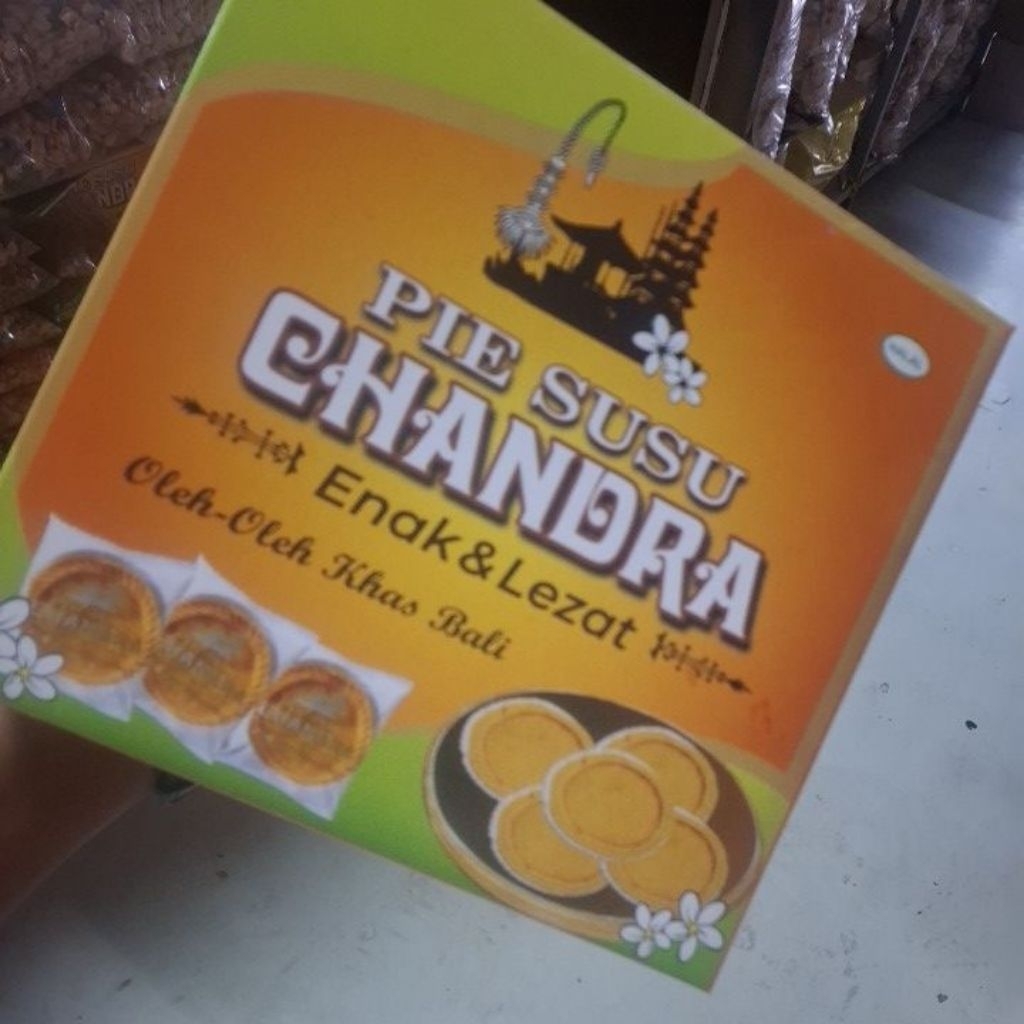 PIE SUSU
CHANDRA
Enak & Lezat
Oleh-Oleh Khas Bali